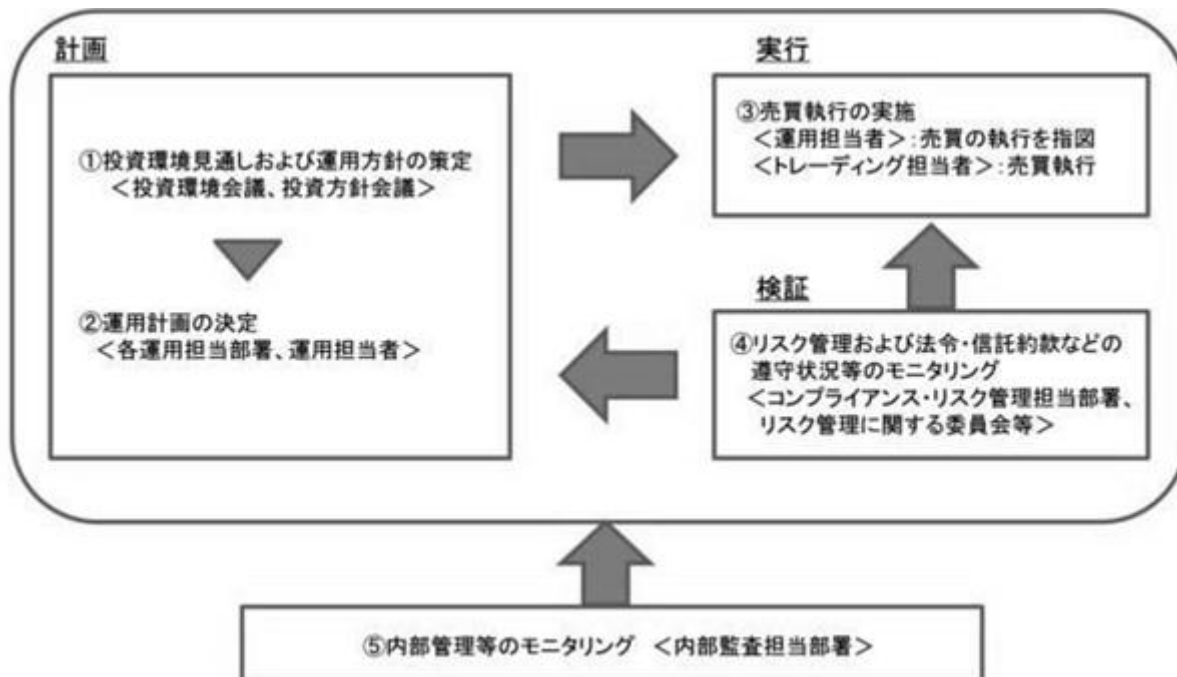 計画
①投資環境見通しおよび運用方針の策定
＜投資環境会議、投資方針会議＞
②運用計画の決定
＜各運用担当部署、運用担当者＞
実行
③売買執行の実施
＜運用担当者＞:売買の執行を指図
＜トレーディング担当者＞:売買執行
検証
④リスク管理および法令・信託約款などの
遵守状況等のモニタリング
＜コンプライアンス・リスク管理担当部署、
リスク管理に関する委員会等＞
⑤内部管理等のモニタリング ＜内部監査担当部署＞